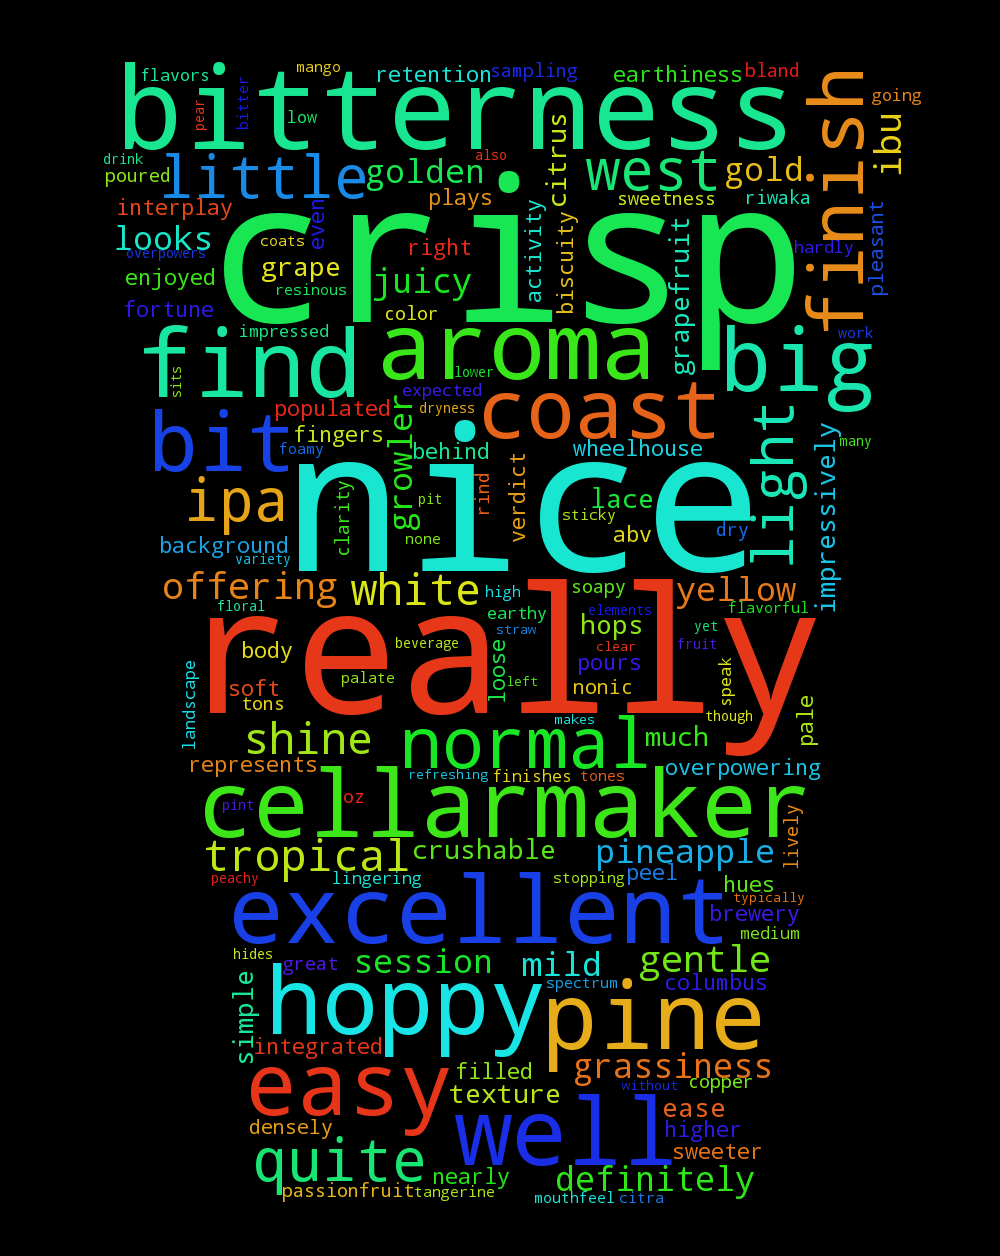 mango
flavors
retention
sampling
earthiness
bland
bitterness
going
pear
bitter
low
finish
ibu
citrus
drink
poured
little
golden
also
west
gold
plays
sweetness
riwaka
interplay
even
looks
crisp
activity
biscuity
pleasant
overpowers
coats
right
hardly
grape
juicy
grapefruit
enjoyed
resinous
fortune
color
impressed
find
aroma
big
work
sits
lower
expected
populated
dryness
coast
bit
fingers
growler
behind
wheelhouse
light
impressively
many
foamy
nice
ipa
clarity
pit
rind
verdict
lace
sticky
abv
dry
none
background
variety
offering
white
high
soapy
yellow
floral
earthy
elements
flavorful
really
straw
hops
yet
body
beverage
clear
fruit
loose
pours
landscape
soft
palate
left
nonic
speak
tons
though
pale
makes
shine
normal
much
represents
refreshing
finishes
tones
overpowering
cellarmaker
oz
pint
lively
tropical
crushable
pineapple
peachy
lingering
stopping
peel
hues
excellent
typically
brewery
medium
hides
great
session
mild
gentle
simple
hoppy
spectrum
columbus
pine
integrated
grassiness
easy
filled
without
copper
texture
well
ease
densely
higher
quite
sweeter
nearly
definitely
passionfruit
tangerine
mouthfeel
citra